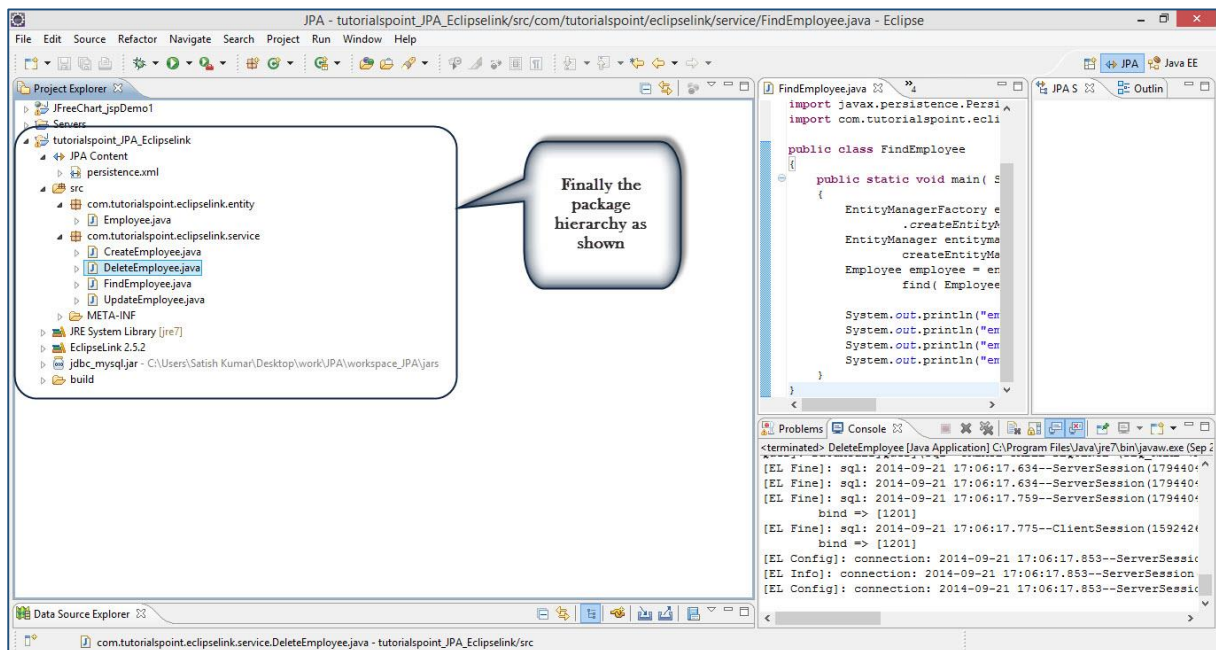 JPA - tutorialspoint_JPA_Eclipselink/src/com/tutorialspoint/eclipselink/service/FindEmployee.java - Eclipse
File Edit Source Refactor Navigate Search Project Run Window Help
JPA Java EE
Project Explorer
JFreeChart_jspDemo1
Servers
tutorialspoint_JPA_Eclipselink
JPA Content
persistence.xml
src
com.tutorialspoint.eclipselink.entity
Employee.java
com.tutorialspoint.eclipselink.service
CreateEmployee.java
DeleteEmployee.java
FindEmployee.java
UpdateEmployee.java
META-INF
JRE System Library [jre7]
EclipseLink 2.5.2
jdbc_mysql.jar - C:\Users\Satish Kumar\Desktop\work\JPA\workspace_JPA\jars
build
Finally the
package
hierarchy as
shown
FindEmployee.java
4
import javax.persistence.Persi
import com.tutorialspoint.ecli
public class FindEmployee
{
public static void main( S
{
EntityManagerFactory e
.createEntityM
EntityManager entityma
createEntityMa
Employee employee = en
find( Employee
System.out.println("em
System.out.println("em
System.out.println("em
System.out.println("em
}
}
JPA S Outlin
Problems Console
<terminated> DeleteEmployee [Java Application] C:\Program Files\Java\jre7\bin\javaw.exe (Sep 2
[EL Fine]: sql: 2014-09-21 17:06:17.634--ServerSession(1794404
[EL Fine]: sql: 2014-09-21 17:06:17.634--ServerSession(1794404
[EL Fine]: sql: 2014-09-21 17:06:17.759--ServerSession(1794404
bind => [1201]
[EL Fine]: sql: 2014-09-21 17:06:17.775--ClientSession(1592426
bind => [1201]
[EL Config]: connection: 2014-09-21 17:06:17.853--ServerSessio
[EL Info]: connection: 2014-09-21 17:06:17.853--ServerSession
[EL Config]: connection: 2014-09-21 17:06:17.853--ServerSessio
Data Source Explorer
com.tutorialspoint.eclipselink.service.DeleteEmployee.java - tutorialspoint_JPA_Eclipselink/src